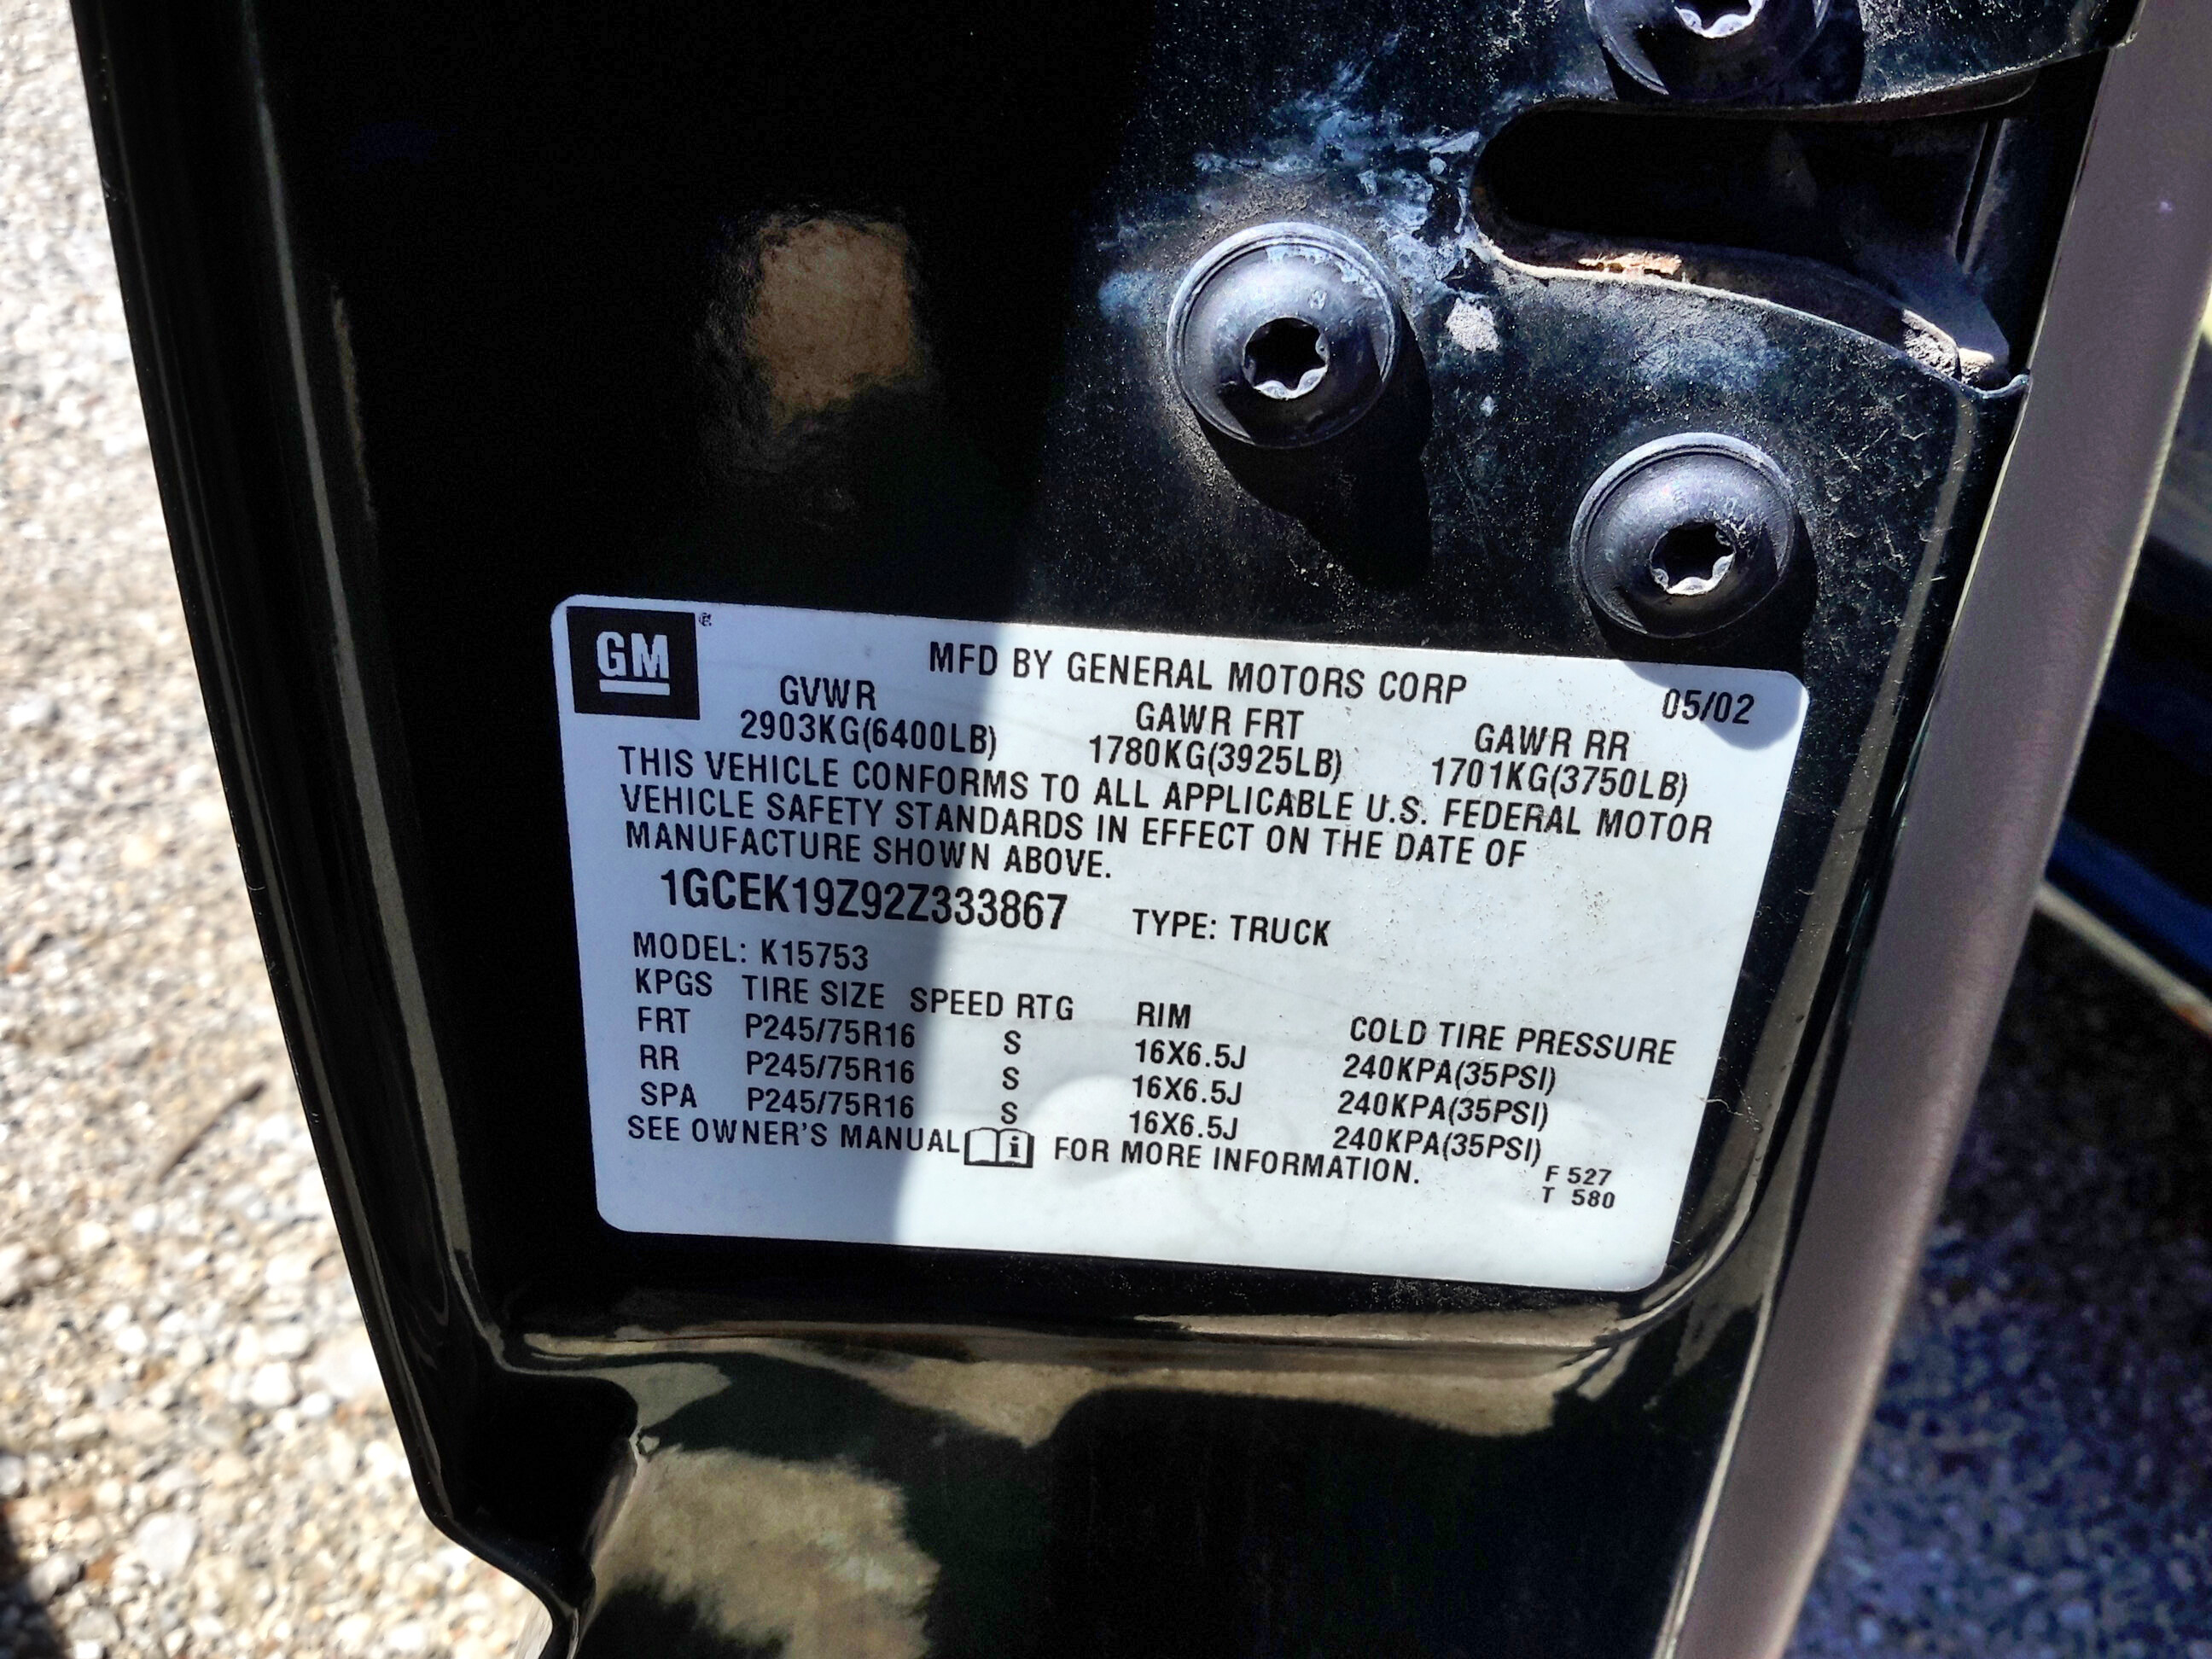 GM
MFD BY GENERAL MOTORS CORP 05/02
GVWR GAWR FRT GAWR RR
2903KG(6400LB) 1780KG(3925LB) 1701KG(3750LB)
THIS VEHICLE CONFORMS TO ALL APPLICABLE U.S. FEDERAL MOTOR
VEHICLE SAFETY STANDARDS IN EFFECT ON THE DATE OF
MANUFACTURE SHOWN ABOVE.
1GCEK19Z92Z333867 TYPE: TRUCK
MODEL: K15753
KPGS TIRE SIZE SPEED RTG RIM COLD TIRE PRESSURE
FRT P245/75R16 S 16X6.5J 240KPA(35PSI)
RR P245/75R16 S 16X6.5J 240KPA(35PSI)
SPA P245/75R16 S 16X6.5J 240KPA(35PSI)
SEE OWNER'S MANUAL i FOR MORE INFORMATION.
F 527
T 580